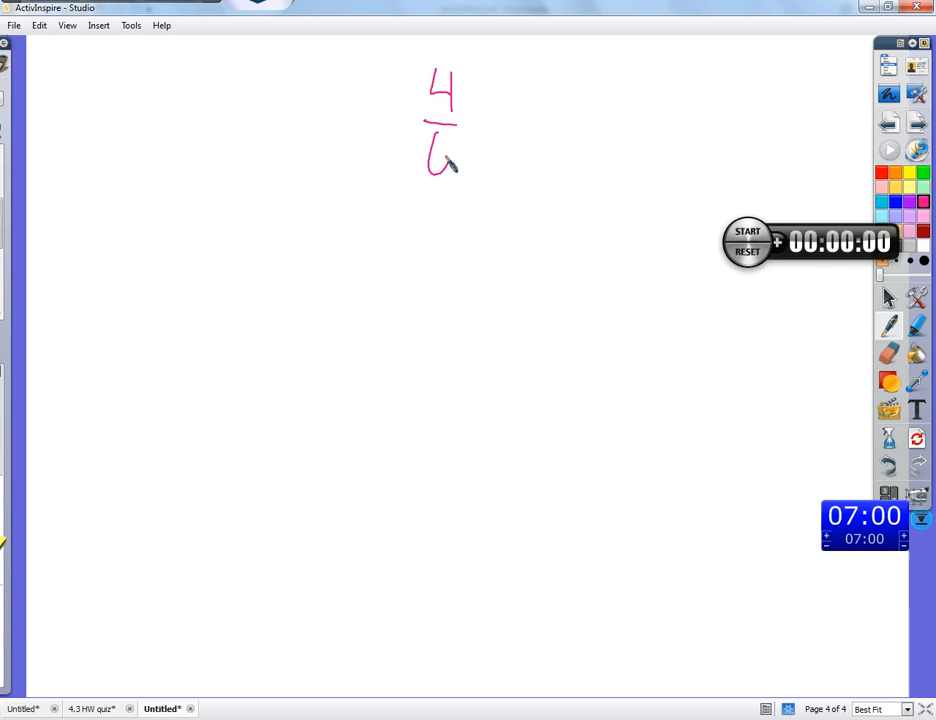 ActivInspire - Studio
File Edit View Insert Tools Help
4
6
START
RESET
+ 00:00:00
07:00
+ 07:00 +
- -
T
Untitled* 4.3 HW quiz* Untitled* Page 4 of 4 Best Fit